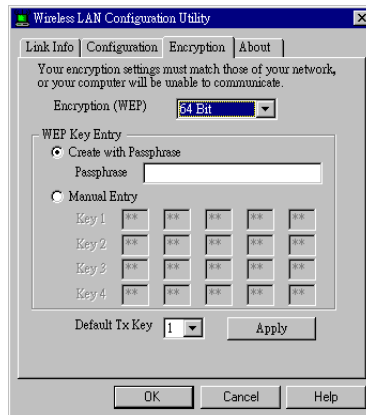 Wireless LAN Configuration Utility
Link Info Configuration Encryption About
Your encryption settings must match those of your network,
or your computer will be unable to communicate.
Encryption (WEP) 64 Bit
WEP Key Entry
Create with Passphrase
Passphrase
Manual Entry
Key 1 ** ** ** ** **
Key 2 ** ** ** ** **
Key 3 ** ** ** ** **
Key 4 ** ** ** ** **
Default Tx Key 1 Apply
OK Cancel Help